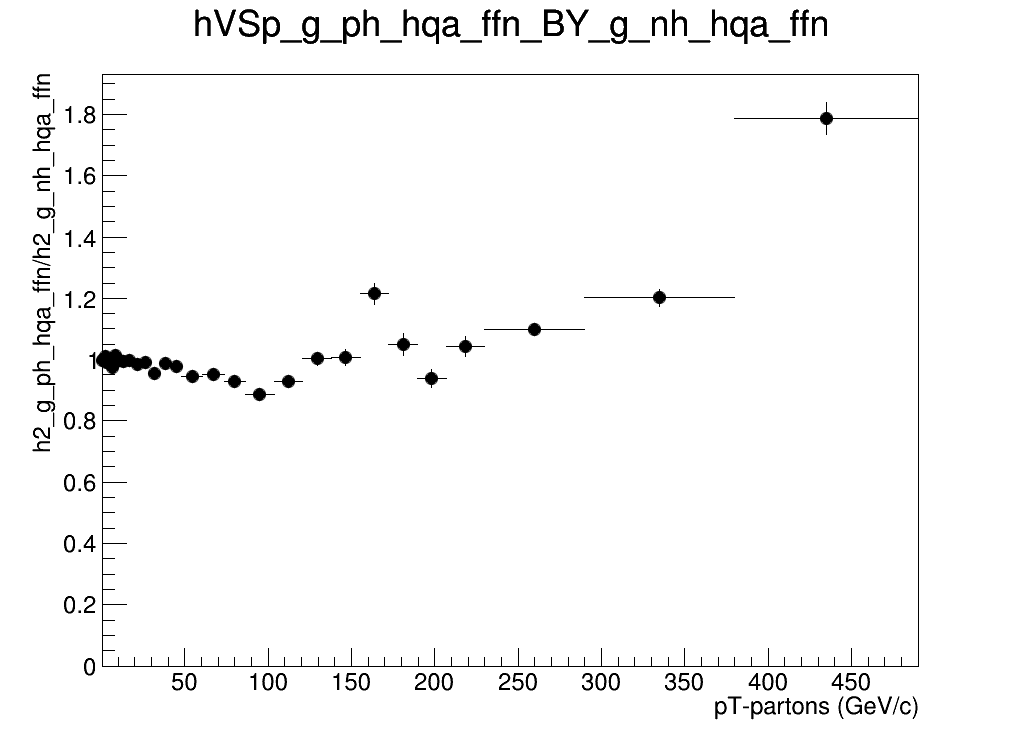 hVSp_g_ph_hqa_ffn_BY_g_nh_hqa_ffn
h2_g_ph_hqa_ffn/h2_g_nh_hqa_ffn
1.8
1.6
1.4
1.2
1
0.8
0.6
0.4
0.2
0
50 100 150 200 250 300 350 400 450
pT-partons (GeV/c)